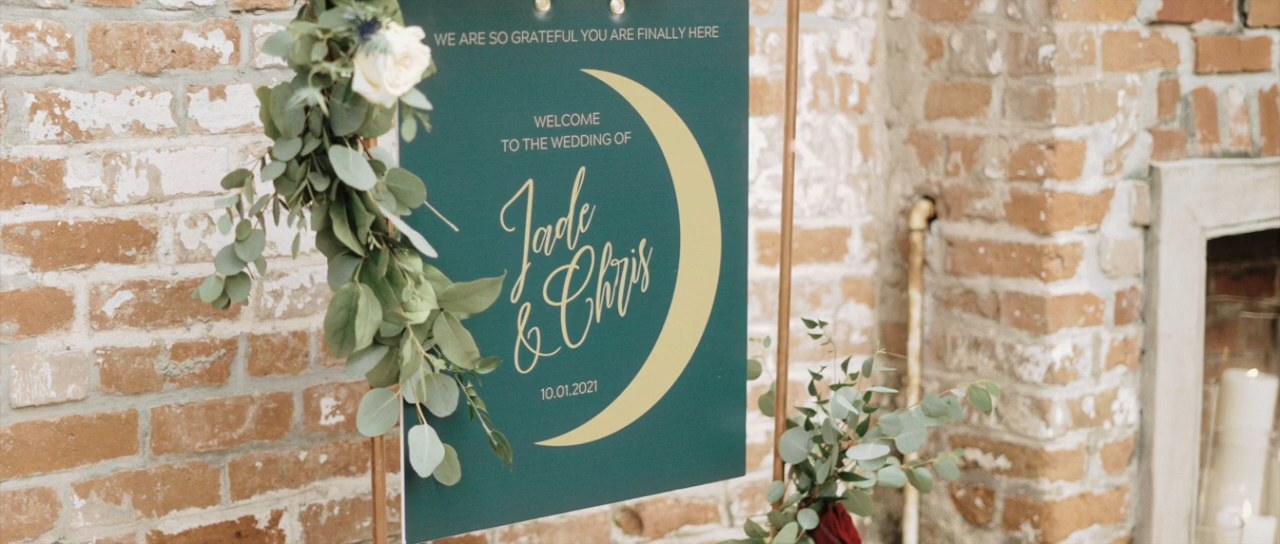 WE ARE SO GRATEFUL YOU ARE FINALLY HERE
WELCOME
TO THE WEDDING OF
Jade
& Chris
10.01.2021